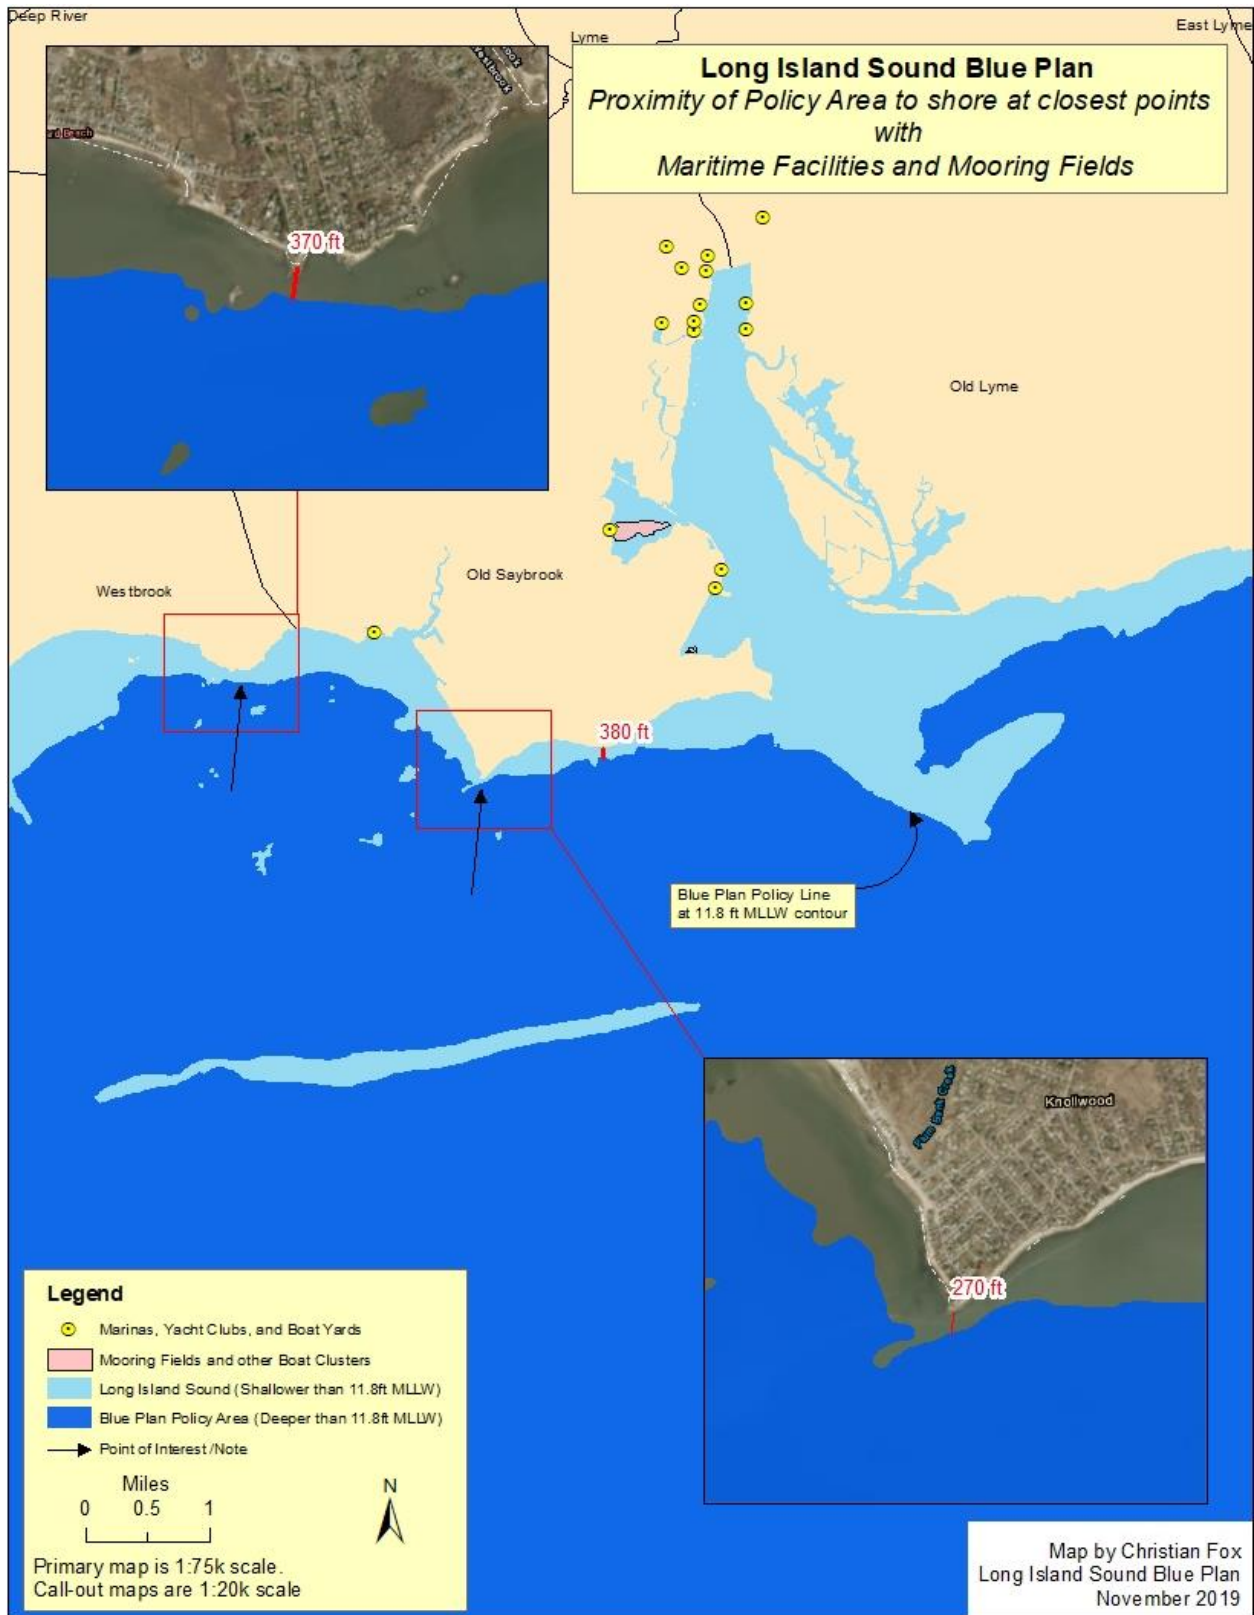 Deep River
Lyme
East Lyme
Long Island Sound Blue Plan
Proximity of Policy Area to shore at closest points
with
Maritime Facilities and Mooring Fields
Westbrook
370 ft
Old Lyme
Old Saybrook
Westbrook
380 ft
Blue Plan Policy Line
at 11.8 ft MLLW contour
Knollwood
270 ft
Legend
Marinas, Yacht Clubs, and Boat Yards
Mooring Fields and other Boat Clusters
Long Island Sound (Shallower than 11.8ft MLLW)
Blue Plan Policy Area (Deeper than 11.8ft MLLW)
Point of Interest/Note
Miles
0 0.5 1
N
Primary map is 1:75k scale.
Call-out maps are 1:20k scale
Map by Christian Fox
Long Island Sound Blue Plan
November 2019